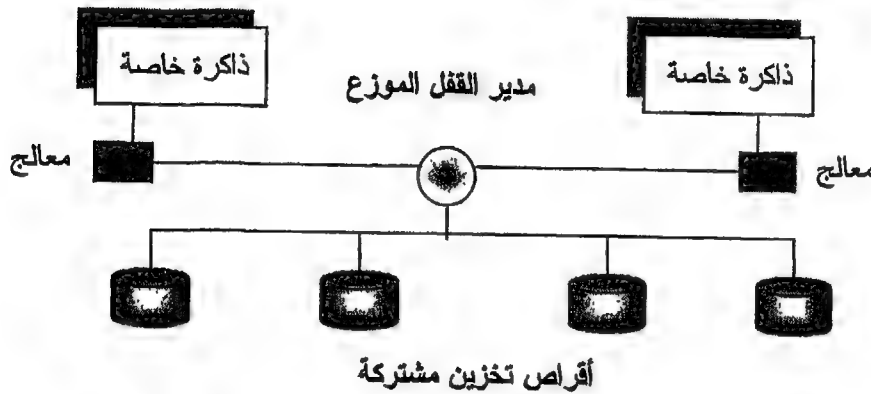 ذاكرة خاصة
ذاكرة خاصة
مدير القفل الموزع
معالج
معالج
أقراص تخزين مشتركة